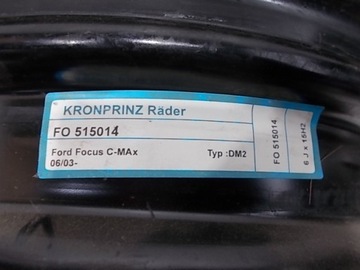 KRONPRINZ Räder
FO 515014
Ford Focus C-MAx Typ :DM2
06/03-
FO 515014
6 J x 15H2